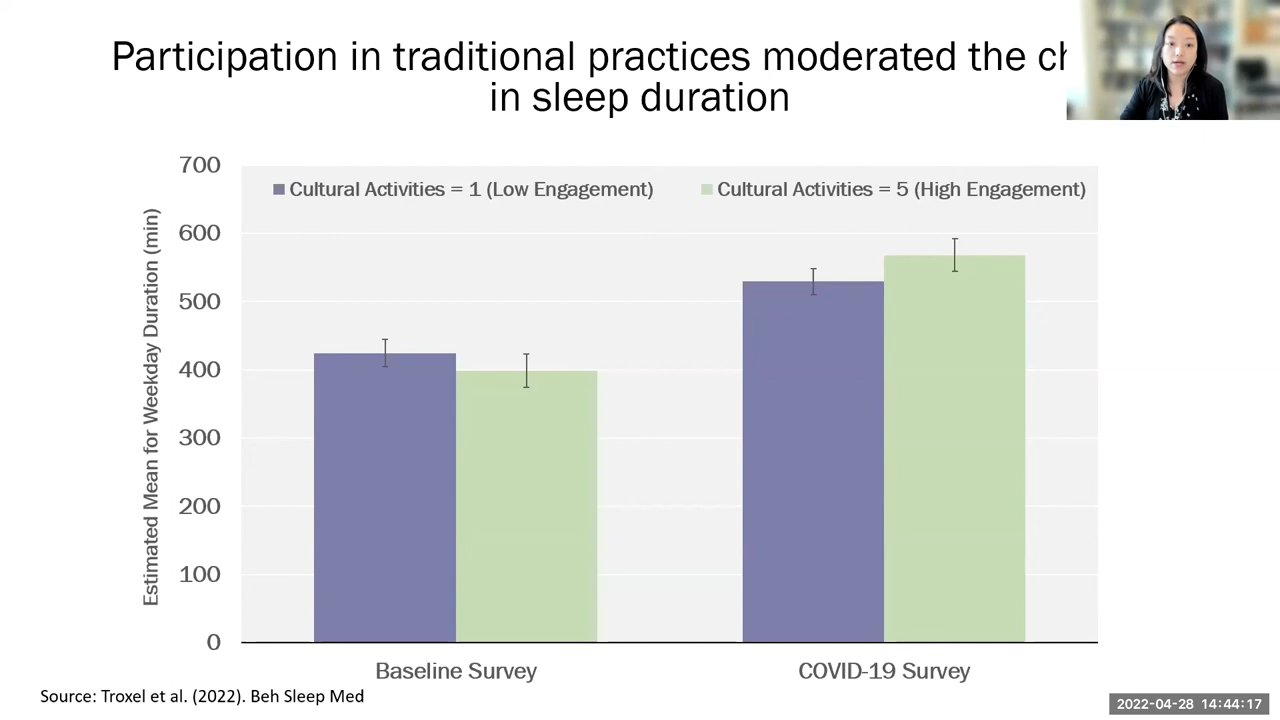 Participation in traditional practices moderated the
in sleep duration
700
Cultural Activities = 1 (Low Engagement)
Cultural Activities = 5 (High Engagement)
600
500
400
300
200
100
0
Estimated Mean for Weekday Duration (min)
Baseline Survey
COVID-19 Survey
Source: Troxel et al. (2022). Beh Sleep Med
2022-04-28 14:44:17